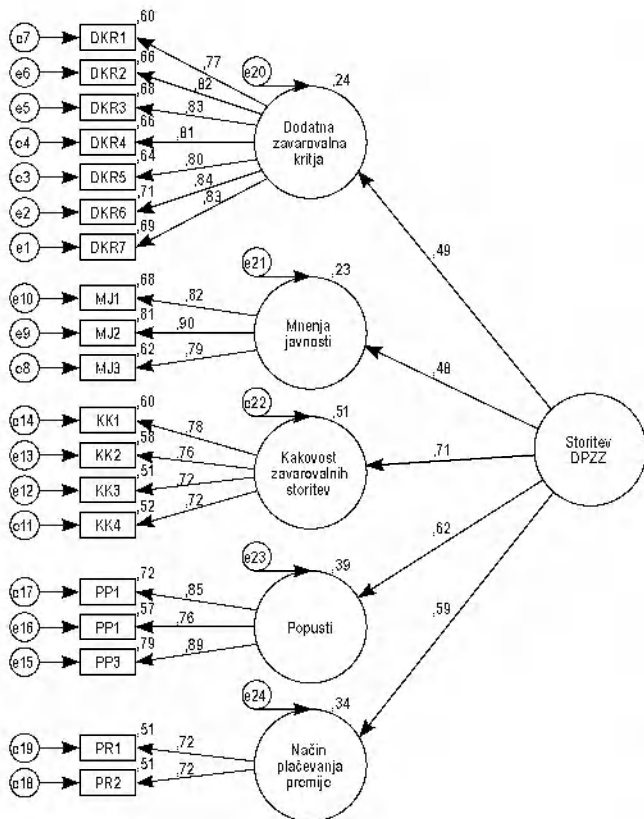 ,60
e7 DKR1
,66
e6 DKR2 ,77
,68 ,82
e5 DKR3 ,83
,66
e4 DKR4 ,81
,64
e3 DKR5 ,80
,71
e2 DKR6 ,84
,69 ,83
e1 DKR7
e20 ,24
Dodatna
zavarovalna
kritja
,49
,68
e10 MJ1 ,82
,81
e9 MJ2 ,90
,62
e8 MJ3 ,79
e21 ,23
Mnenja
javnosti
,48
,60
e14 KK1 ,78
,58
e13 KK2 ,76
,51
e12 KK3 ,72
,52
e11 KK4 ,72
e22 ,51
Kakovost
zavarovalnih
storitev
,71
Storitev
DPZZ
,72
e17 PP1 ,85
,57
e16 PP1 ,76
,79
e15 PP3 ,89
e23 ,39
Popusti
,62
,51
e19 PR1 ,72
,51
e18 PR2 ,72
e24 ,34
Način
plačevanja
premije
,59